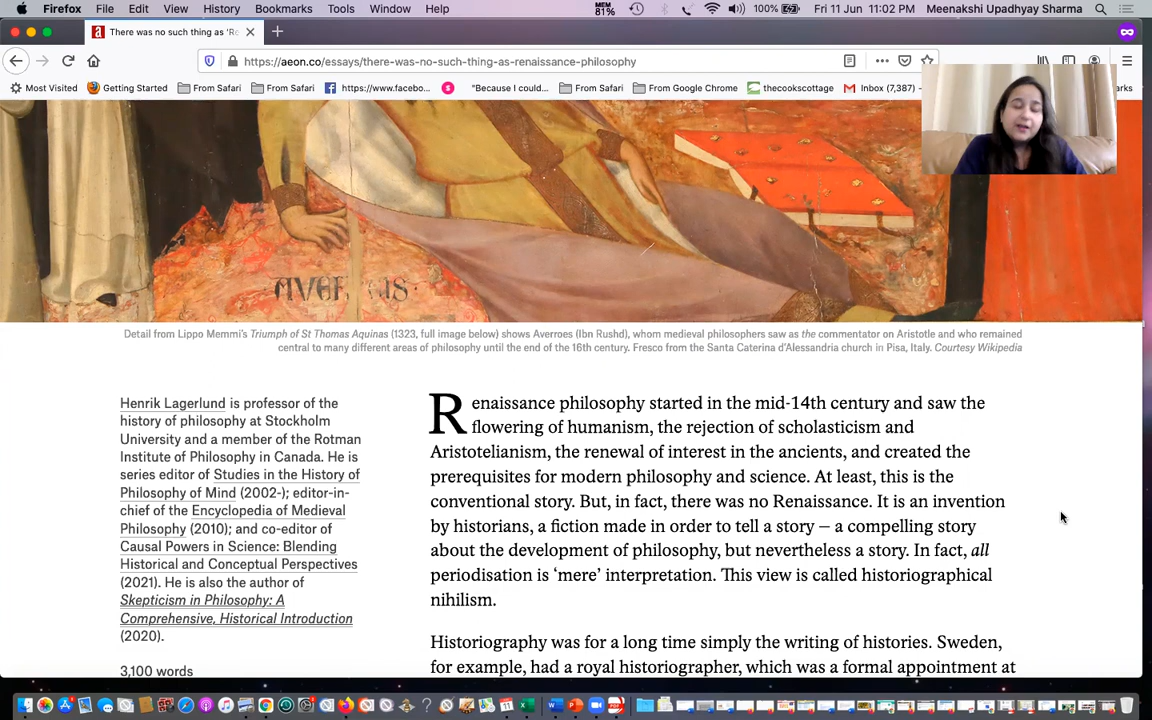 Firefox File Edit View History Bookmarks Tools Window Help MEM 81% 100% Fri 11 Jun 11:02 PM Meenakshi Upadhyay Sharma
There was no such thing as 'Re
https://aeon.co/essays/there-was-no-such-thing-as-renaissance-philosophy
Most Visited Getting Started From Safari From Safari https://www.facebo... "Because I could... From Safari From Google Chrome thecookscottage Inbox (7,387)
Detail from Lippo Memmi's Triumph of St Thomas Aquinas (1323, full image below) shows Averroes (Ibn Rushd), whom medieval philosophers saw as the commentator on Aristotle and who remained
central to many different areas of philosophy until the end of the 16th century. Fresco from the Santa Caterina d'Alessandria church in Pisa, Italy. Courtesy Wikipedia
Henrik Lagerlund is professor of the
history of philosophy at Stockholm
University and a member of the Rotman
Institute of Philosophy in Canada. He is
series editor of Studies in the History of
Philosophy of Mind (2002-); editor-in-
chief of the Encyclopedia of Medieval
Philosophy (2010); and co-editor of
Causal Powers in Science: Blending
Historical and Conceptual Perspectives
(2021). He is also the author of
Skepticism in Philosophy: A
Comprehensive, Historical Introduction
(2020).
3,100 words
Renaissance philosophy started in the mid-14th century and saw the
flowering of humanism, the rejection of scholasticism and
Aristotelianism, the renewal of interest in the ancients, and created the
prerequisites for modern philosophy and science. At least, this is the
conventional story. But, in fact, there was no Renaissance. It is an invention
by historians, a fiction made in order to tell a story – a compelling story
about the development of philosophy, but nevertheless a story. In fact, all
periodisation is 'mere' interpretation. This view is called historiographical
nihilism.
Historiography was for a long time simply the writing of histories. Sweden,
for example, had a royal historiographer, which was a formal appointment at